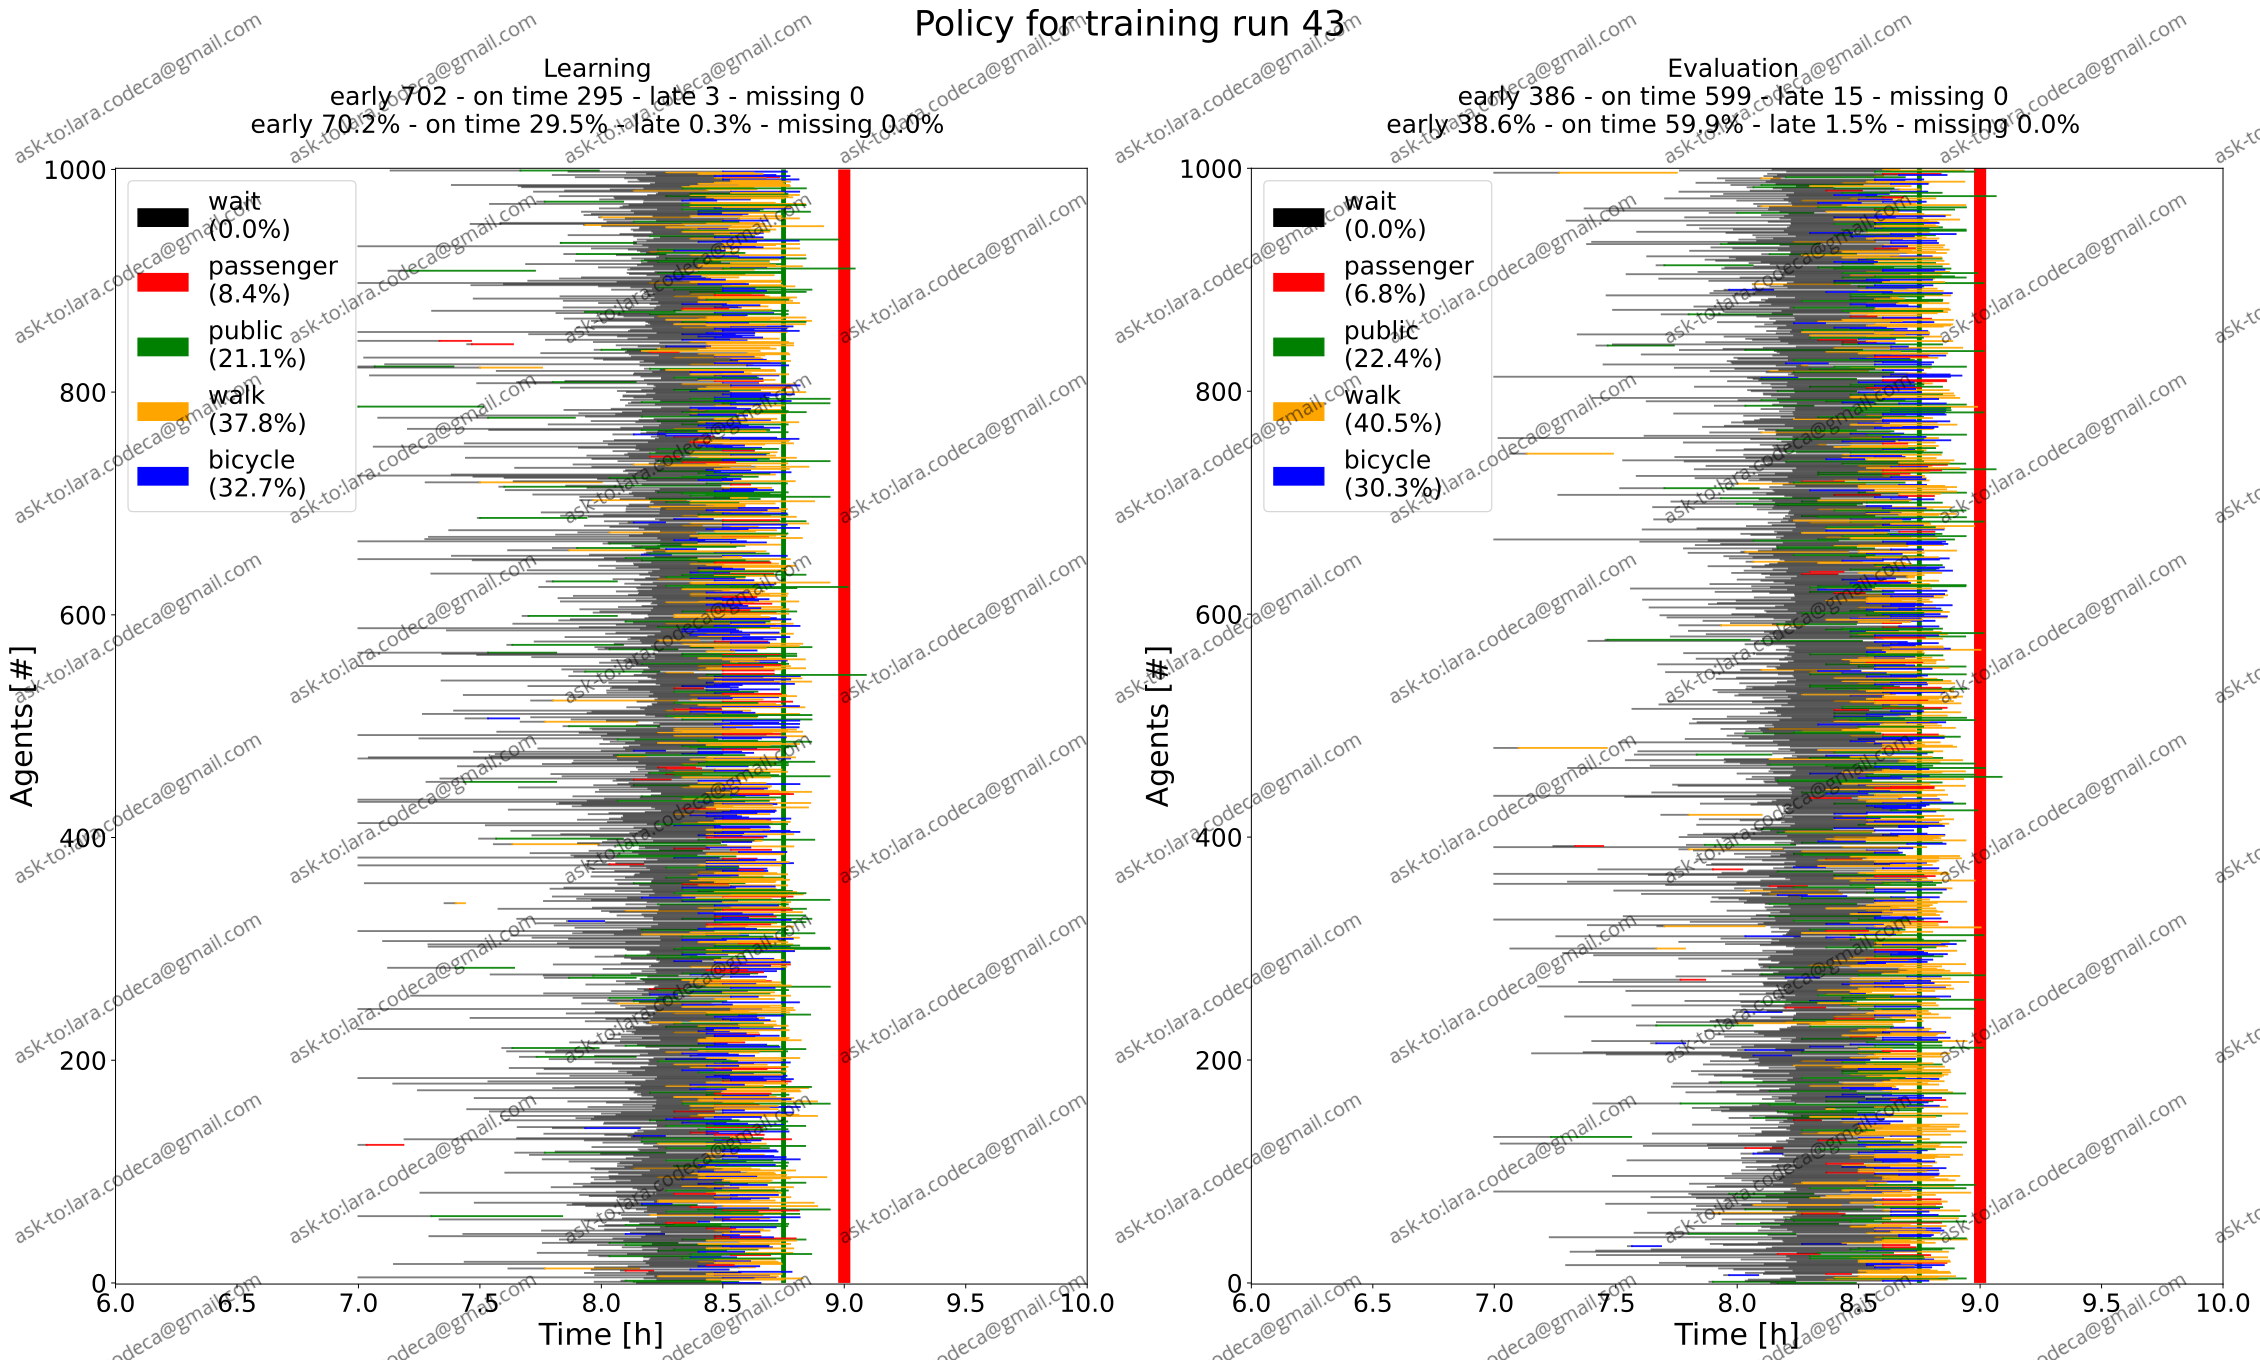 Policy for training run 43
Learning
early 702 - on time 295 - late 3 - missing 0
early 70.2% - on time 29.5% - late 0.3% - missing 0.0%
1000
800
600
400
200
0
Agents [#]
wait
(0.0%)
passenger
(8.4%)
public
(21.1%)
walk
(37.8%)
bicycle
(32.7%)
6.0 6.5 7.0 7.5 8.0 8.5 9.0 9.5 10.0
Time [h]
Evaluation
early 386 - on time 599 - late 15 - missing 0
early 38.6% - on time 59.9% - late 1.5% - missing 0.0%
1000
800
600
400
200
0
Agents [#]
wait
(0.0%)
passenger
(6.8%)
public
(22.4%)
walk
(40.5%)
bicycle
(30.3%)
6.0 6.5 7.0 7.5 8.0 8.5 9.0 9.5 10.0
Time [h]
ask-to:lara.codeca@gmail.com